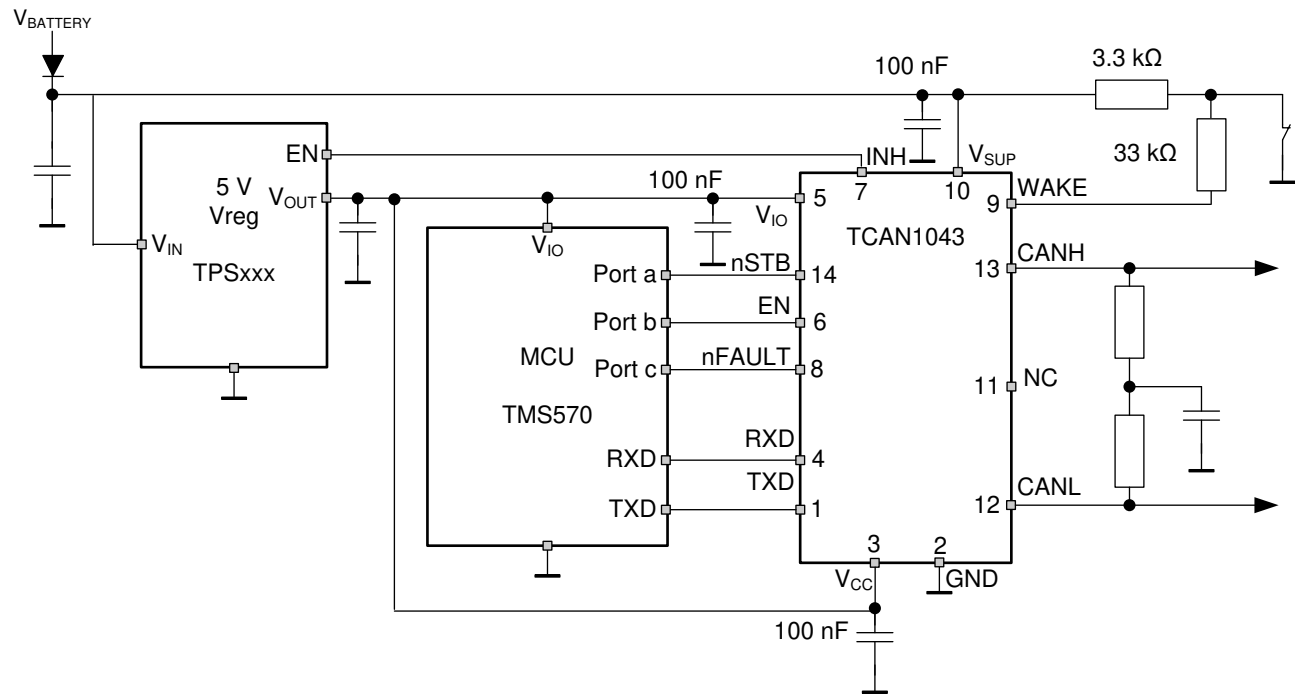 VBATTERY
100 nF
3.3 kΩ
33 kΩ
EN
INH
7
VSUP
10
WAKE
9
5 V
Vreg
VOUT
100 nF
5
VIO
VIO
TCAN1043
VIN
TPSxxx
CANH
13
Port a
nSTB
14
Port b
EN
6
MCU
Port c
nFAULT
8
11
NC
TMS570
RXD
RXD
4
TXD
TXD
1
CANL
12
3
2
VCC
GND
100 nF